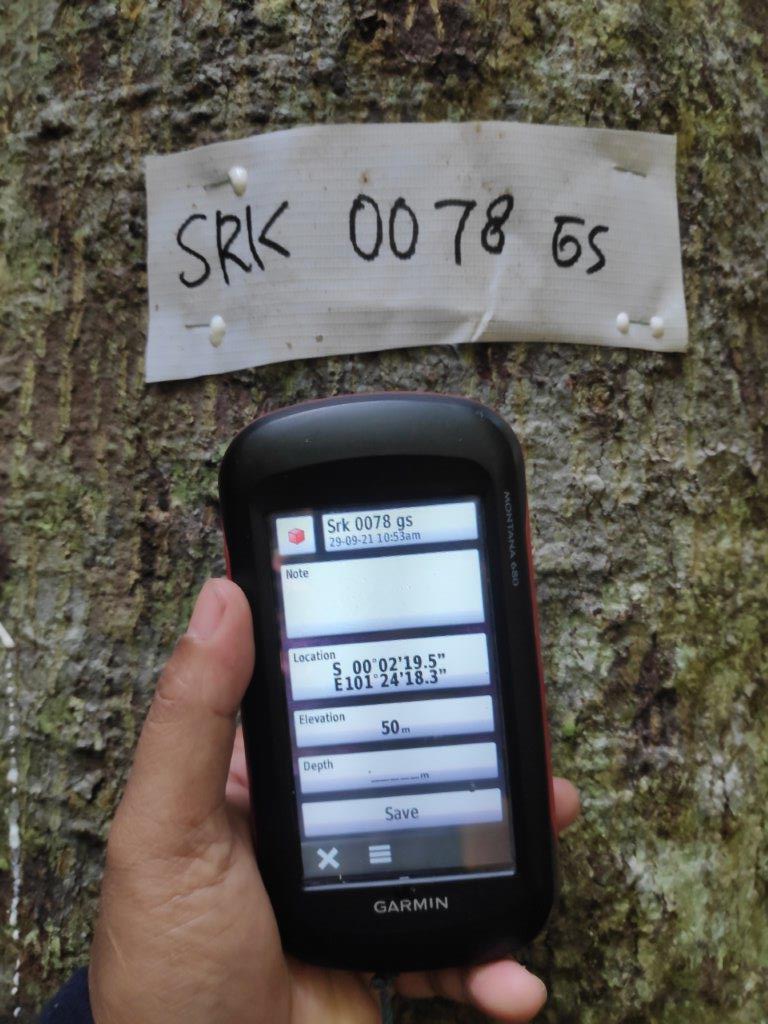 SRK 0078 GS
MONTANA 680
Srk 0078 gs
29-09-21 10:53am
Note
Location
S 00°02'19.5"
E101°24'18.3"
Elevation
50m
Depth
_____m
Save
GARMIN